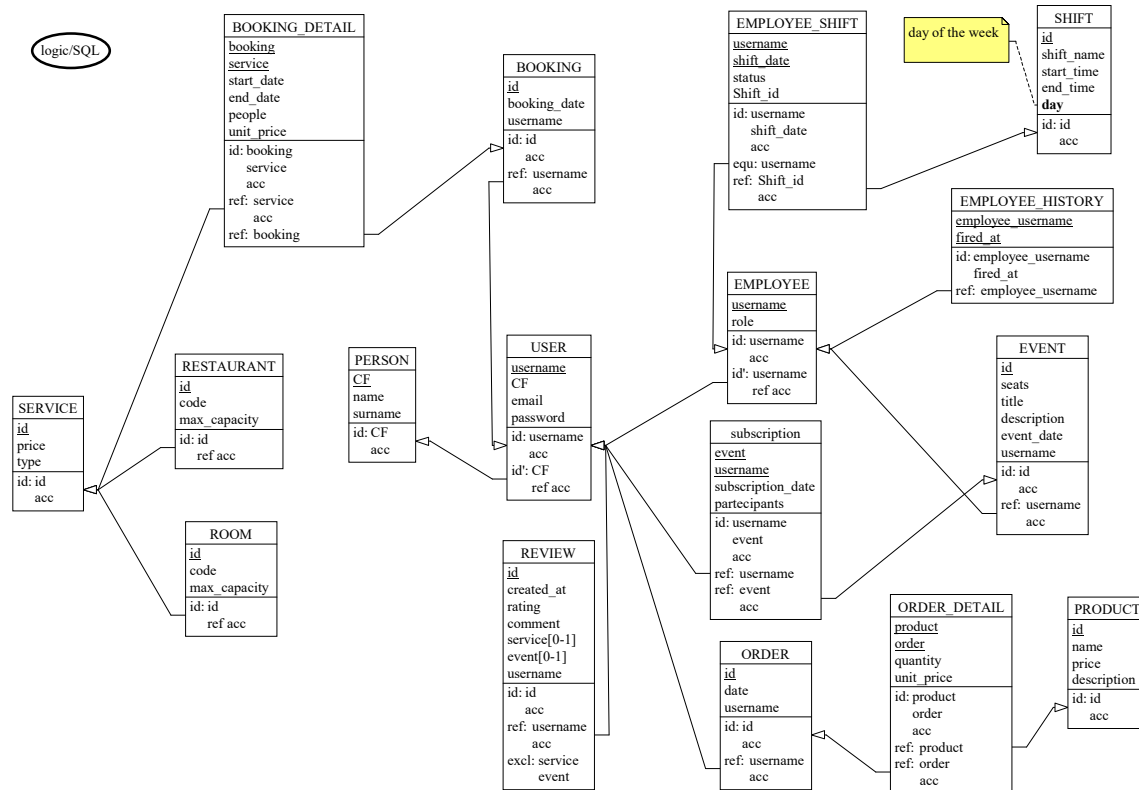 logic/SQL
BOOKING_DETAIL
booking
service
start_date
end_date
people
unit_price
id: booking
service
acc
ref: service
acc
ref: booking
BOOKING
id
booking_date
username
id: id
acc
ref: username
acc
EMPLOYEE_SHIFT
username
shift_date
status
Shift_id
id: username
shift_date
acc
equ: username
ref: Shift_id
acc
day of the week
SHIFT
id
shift_name
start_time
end_time
day
id: id
acc
EMPLOYEE_HISTORY
employee_username
fired_at
id: employee_username
fired_at
ref: employee_username
EMPLOYEE
username
role
id: username
acc
id': username
ref acc
SERVICE
id
price
type
id: id
acc
RESTAURANT
id
code
max_capacity
id: id
ref acc
PERSON
CF
name
surname
id: CF
acc
USER
username
CF
email
password
id: username
acc
id': CF
ref acc
EVENT
id
seats
title
description
event_date
username
id: id
acc
ref: username
acc
subscription
event
username
subscription_date
partecipants
id: username
event
acc
ref: username
ref: event
acc
ROOM
id
code
max_capacity
id: id
ref acc
REVIEW
id
created_at
rating
comment
service[0-1]
event[0-1]
username
id: id
acc
ref: username
acc
excl: service
event
ORDER
id
date
username
id: id
acc
ref: username
acc
ORDER_DETAIL
product
order
quantity
unit_price
id: product
order
acc
ref: product
ref: order
acc
PRODUCT
id
name
price
description
id: id
acc